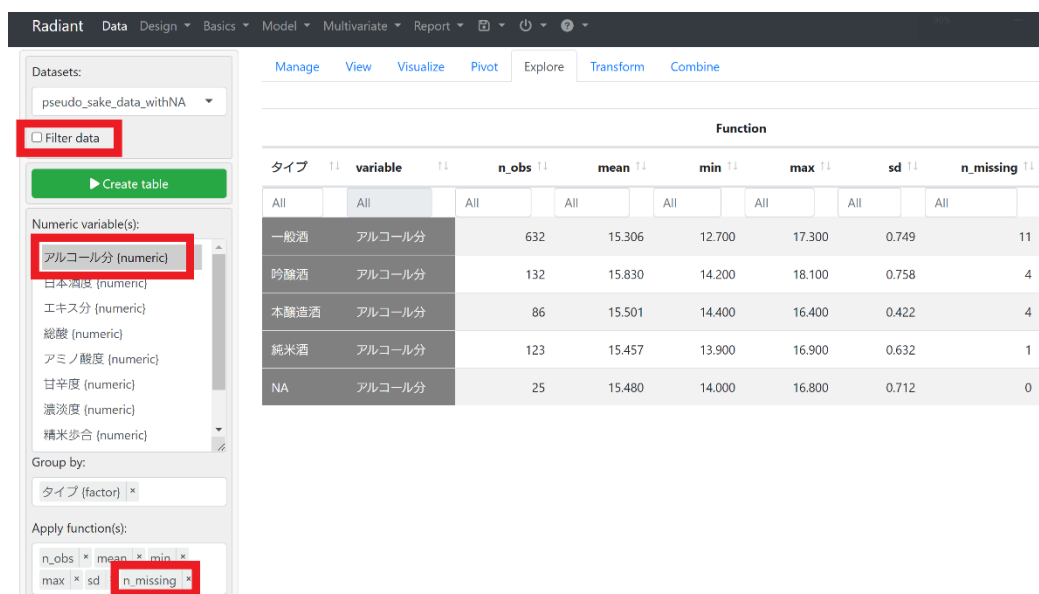 Radiant Data Design Basics Model Multivariate Report
Datasets:
pseudo_sake_data_withNA
Filter data
Create table
Numeric variable(s):
アルコール分 {numeric}
日本酒度 {numeric}
エキス分 {numeric}
総酸 {numeric}
アミノ酸度 {numeric}
甘辛度 {numeric}
濃淡度 {numeric}
精米歩合 {numeric}
Group by:
タイプ {factor} ×
Apply function(s):
n_obs × mean × min ×
max × sd n_missing ×
Manage View Visualize Pivot Explore Transform Combine
Function
タイプ variable n_obs mean min max sd n_missing
All All All All All All All All
一般酒 アルコール分 632 15.306 12.700 17.300 0.749 11
吟醸酒 アルコール分 132 15.830 14.200 18.100 0.758 4
本醸造酒 アルコール分 86 15.501 14.400 16.400 0.422 4
純米酒 アルコール分 123 15.457 13.900 16.900 0.632 1
NA アルコール分 25 15.480 14.000 16.800 0.712 0